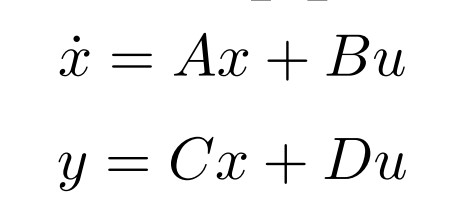 ẋ = Ax + Bu
y = Cx + Du